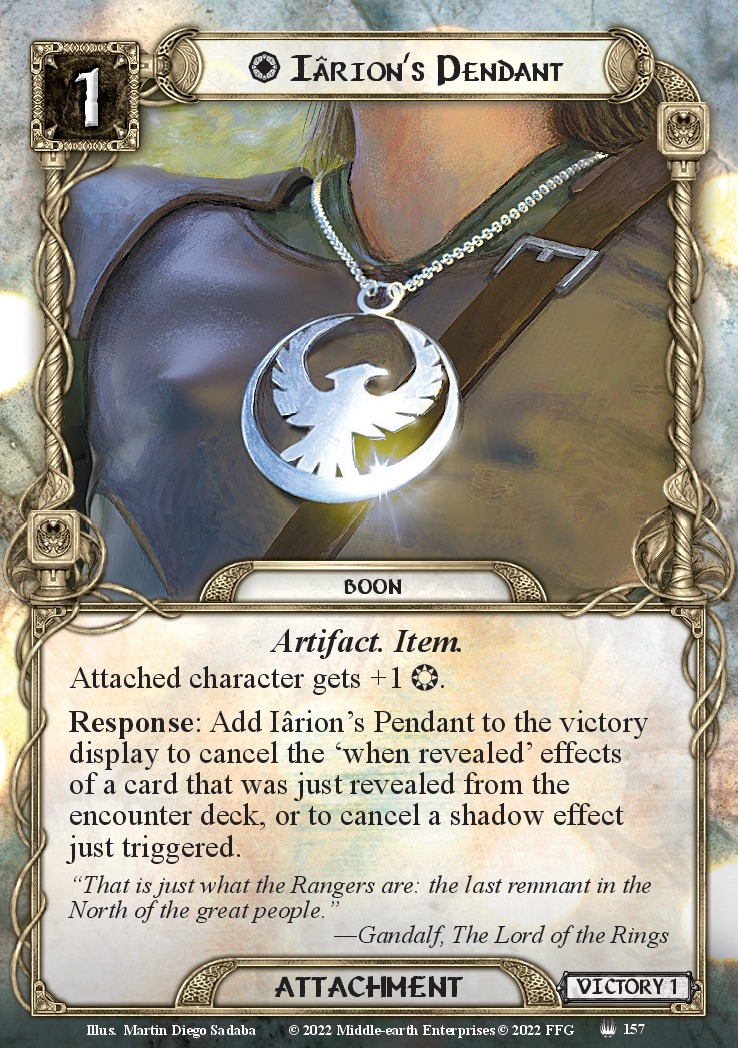 1
Iârion's Pendant
BOON
Artifact. Item.
Attached character gets +1 .
Response: Add Iârion's Pendant to the victory
display to cancel the ‘when revealed’ effects
of a card that was just revealed from the
encounter deck, or to cancel a shadow effect
just triggered.
“That is just what the Rangers are: the last remnant in the
North of the great people.”
—Gandalf, The Lord of the Rings
ATTACHMENT
VICTORY 1
Illus. Martin Diego Sadaba © 2022 Middle-earth Enterprises © 2022 FFG 157